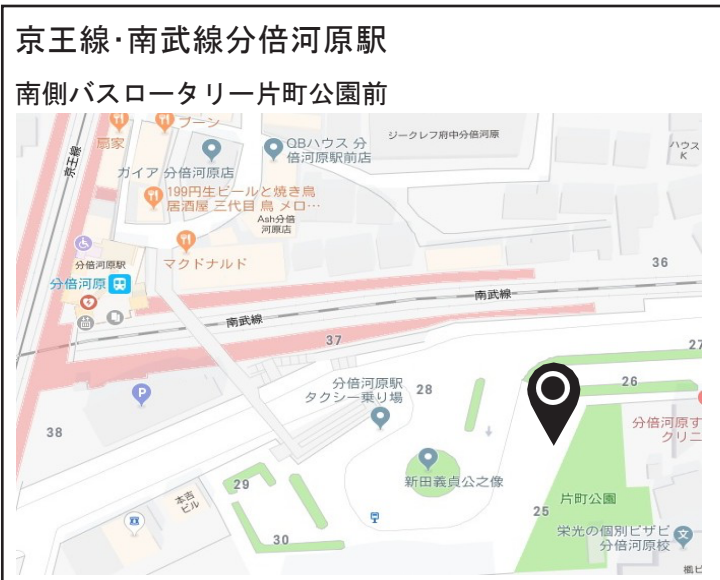 京王線･南武線分倍河原駅
南側バスロータリー片町公園前
扇家
ブーン
ジークレフ府中分倍河原
ハウス
K
京王線
ガイア 分倍河原店
QBハウス 分
倍河原駅前店
199円生ビールと焼き鳥
居酒屋 三代目 鳥 メロ…
Ash分倍
河原店
マクドナルド
分倍河原駅
分倍河原
36
南武線
南武線
37
27
分倍河原駅
タクシー乗り場
28
26
P
分倍河原す
クリニ
38
新田義貞公之像
29
本吉
ビル
片町公園
25
30
栄光の個別ビザビ
分倍河原校
文